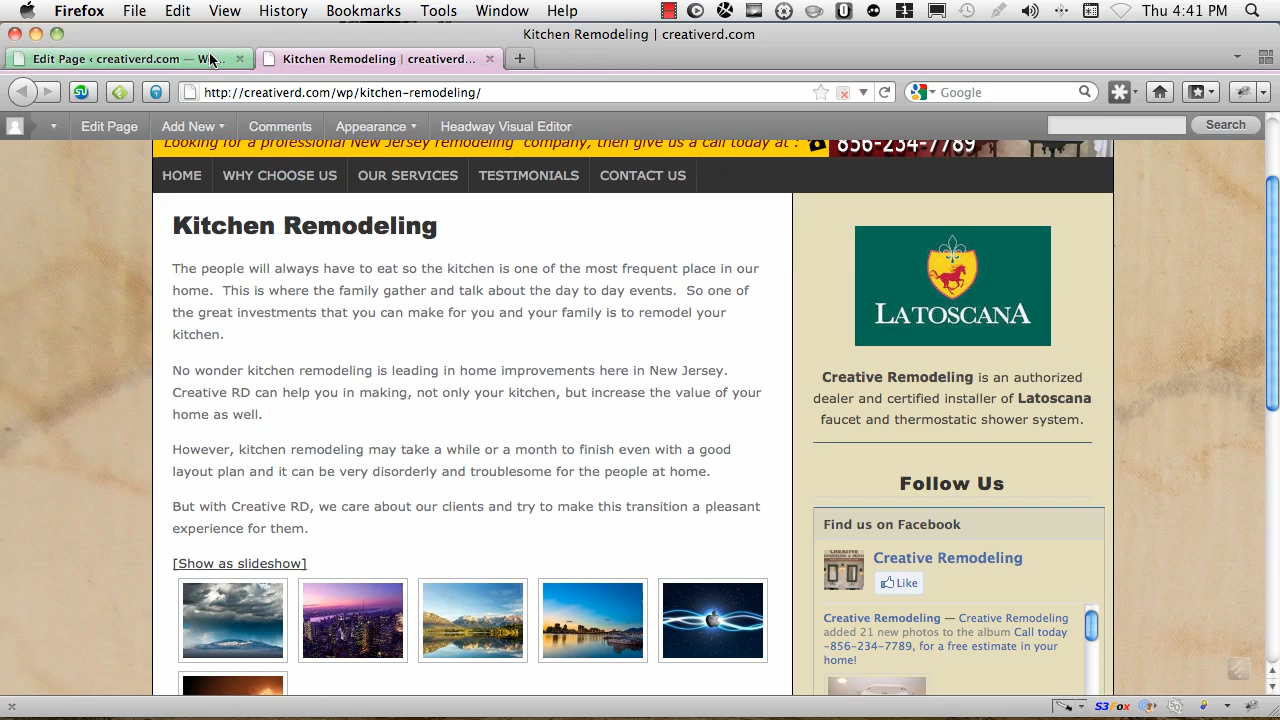 Firefox File Edit View History Bookmarks Tools Window Help Thu 4:41 PM
Kitchen Remodeling | creativerd.com
Edit Page ‹ creativerd.com — W...
Kitchen Remodeling | creativerd...
http://creativerd.com/wp/kitchen-remodeling/
Google
Edit Page Add New Comments Appearance Headway Visual Editor Search
Looking for a professional New Jersey remodeling company, then give us a call today at : 856-234-7789
HOME WHY CHOOSE US OUR SERVICES TESTIMONIALS CONTACT US
Kitchen Remodeling
The people will always have to eat so the kitchen is one of the most frequent place in our
home. This is where the family gather and talk about the day to day events. So one of
the great investments that you can make for you and your family is to remodel your
kitchen.
No wonder kitchen remodeling is leading in home improvements here in New Jersey.
Creative RD can help you in making, not only your kitchen, but increase the value of your
home as well.
However, kitchen remodeling may take a while or a month to finish even with a good
layout plan and it can be very disorderly and troublesome for the people at home.
But with Creative RD, we care about our clients and try to make this transition a pleasant
experience for them.
[Show as slideshow]
LATOSCANA
Creative Remodeling is an authorized
dealer and certified installer of Latoscana
faucet and thermostatic shower system.
Follow Us
Find us on Facebook
Creative Remodeling
Like
Creative Remodeling — Creative Remodeling
added 21 new photos to the album Call today
-856-234-7789, for a free estimate in your
home!
S3Fox